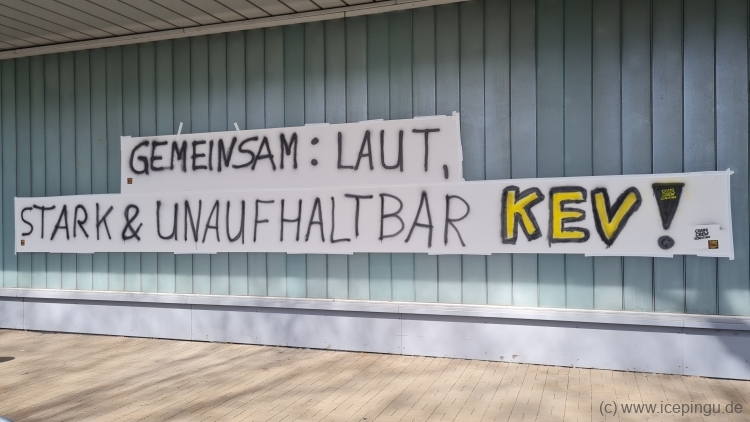 GEMEINSAM: LAUT,
STARK & UNAUFHALTBAR KEV!
(c) www.icepingu.de